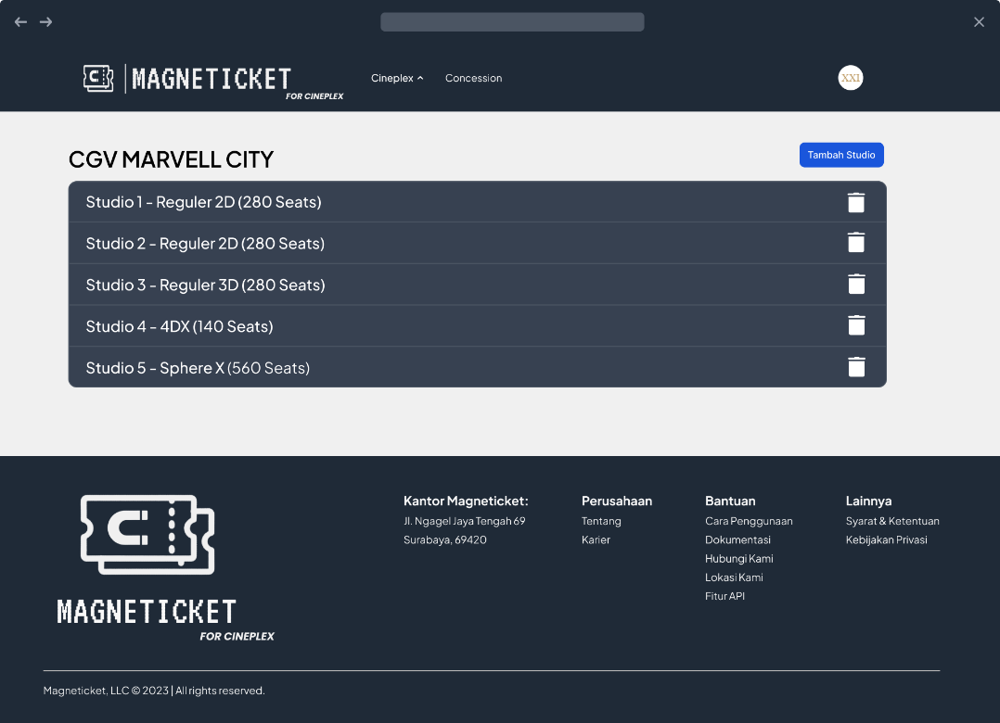 MAGNETICKET
FOR CINEPLEX
Cineplex
Concession
XXI
CGV MARVELL CITY
Tambah Studio
Studio 1 - Reguler 2D (280 Seats)
Studio 2 - Reguler 2D (280 Seats)
Studio 3 - Reguler 3D (280 Seats)
Studio 4 - 4DX (140 Seats)
Studio 5 - Sphere X (560 Seats)
MAGNETICKET
FOR CINEPLEX
Kantor Magneticket:
Jl. Ngagel Jaya Tengah 69
Surabaya, 69420
Perusahaan
Tentang
Karier
Bantuan
Cara Penggunaan
Dokumentasi
Hubungi Kami
Lokasi Kami
Fitur API
Lainnya
Syarat & Ketentuan
Kebijakan Privasi
Magneticket, LLC © 2023 | All rights reserved.